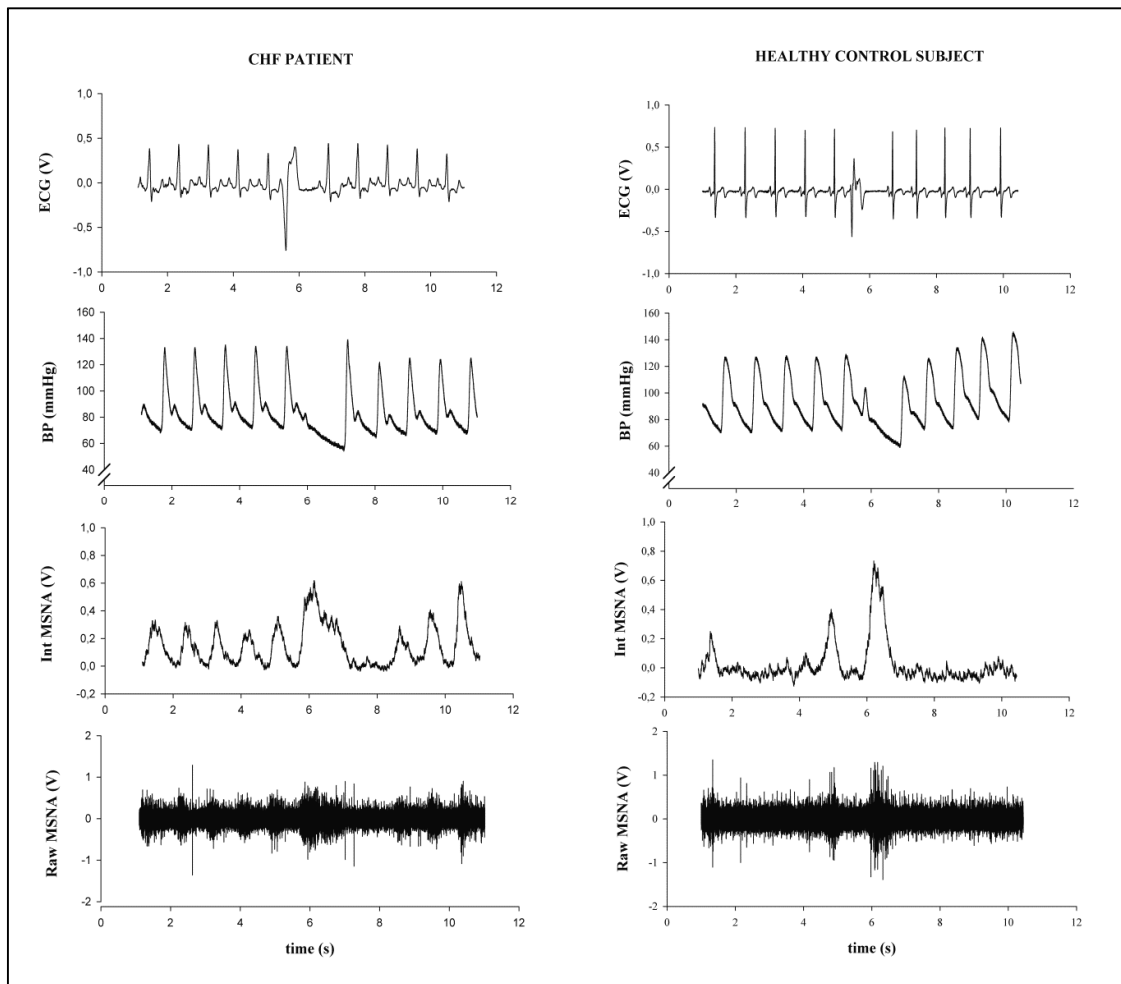 CHF PATIENT
ECG (V)
1,0
0,5
0,0
-0,5
-1,0
0 2 4 6 8 10 12
BP (mmHg)
160
140
120
100
80
60
40
0 2 4 6 8 10 12
Int MSNA (V)
1,0
0,8
0,6
0,4
0,2
0,0
-0,2
0 2 4 6 8 10 12
Raw MSNA (V)
2
1
0
-1
-2
0 2 4 6 8 10 12
time (s)
HEALTHY CONTROL SUBJECT
ECG (V)
1,0
0,5
0,0
-0,5
-1,0
0 2 4 6 8 10 12
BP (mmHg)
160
140
120
100
80
60
40
0 2 4 6 8 10 12
Int MSNA (V)
1,0
0,8
0,6
0,4
0,2
0,0
-0,2
0 2 4 6 8 10 12
Raw MSNA (V)
2
1
0
-1
-2
0 2 4 6 8 10 12
time (s)